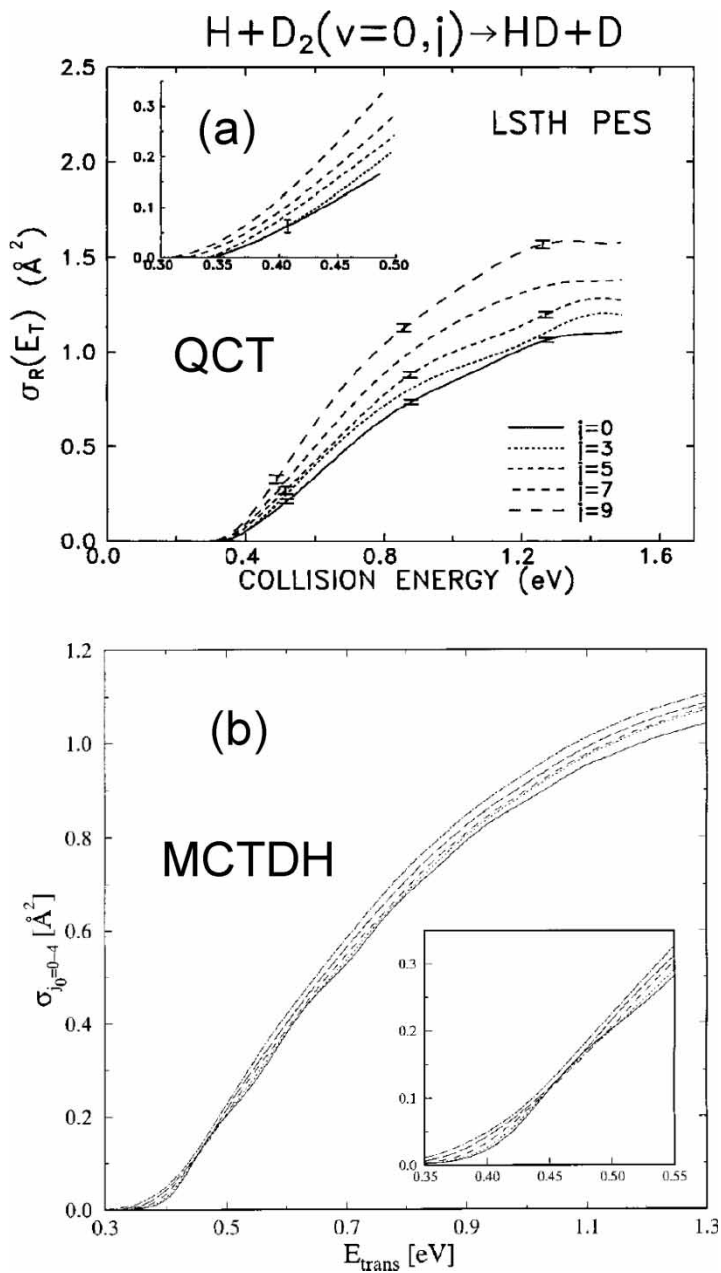 H+D₂(v=0,j)→HD+D
2.5
2.0
1.5
1.0
0.5
0.0
σR(ET) (Å²)
0.3
0.2
0.1
0.0
0.30 0.35 0.40 0.45 0.50
(a)
LSTH PES
QCT
j=0
j=3
j=5
j=7
j=9
0.0 0.4 0.8 1.2 1.6
COLLISION ENERGY (eV)
1.2
1.0
0.8
0.6
0.4
0.2
0.0
σj₀=0–4 [Å²]
(b)
MCTDH
0.3
0.2
0.1
0.0
0.35 0.40 0.45 0.50 0.55
0.3 0.5 0.7 0.9 1.1 1.3
Etrans [eV]